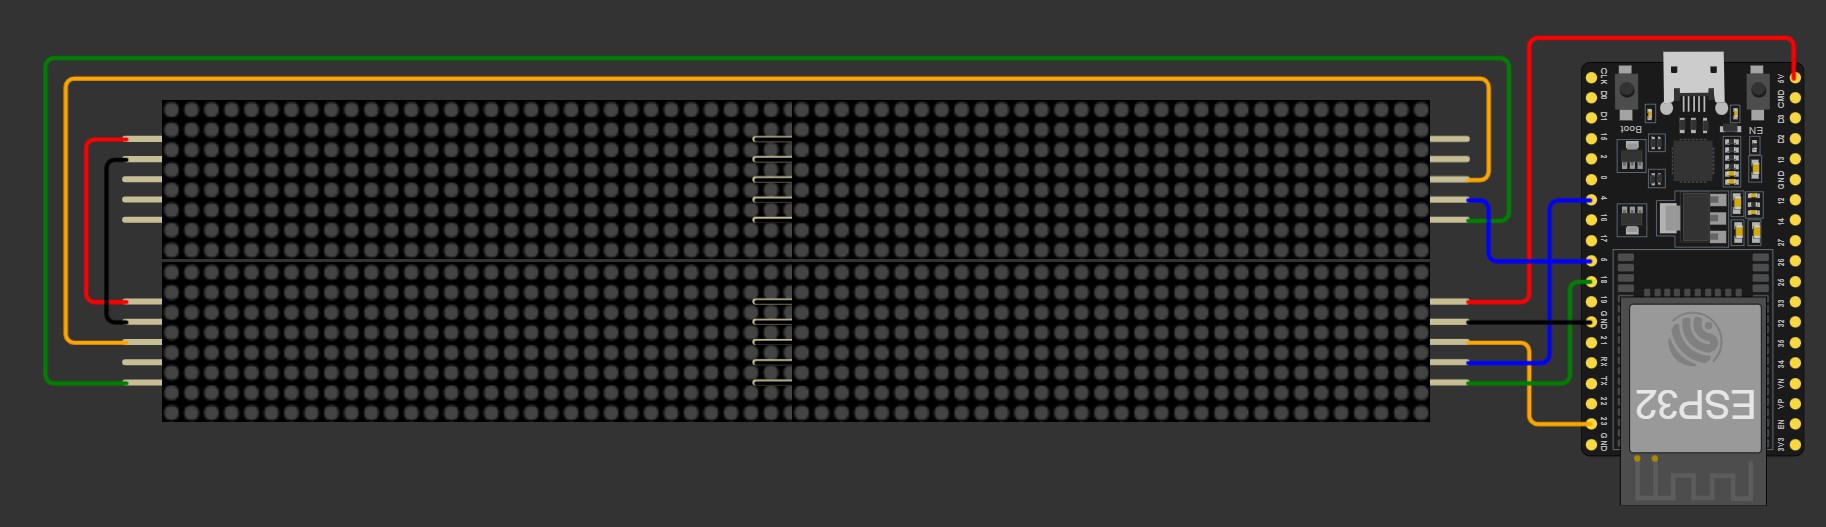 CLK
D0
D1
15
2
0
4
16
17
5
18
19
GND
21
RX
TX
22
23
GND
Boot
EN
5V
CMD
D3
D2
13
GND
12
14
27
26
25
33
32
35
34
VN
VP
EN
3V3
ESP32